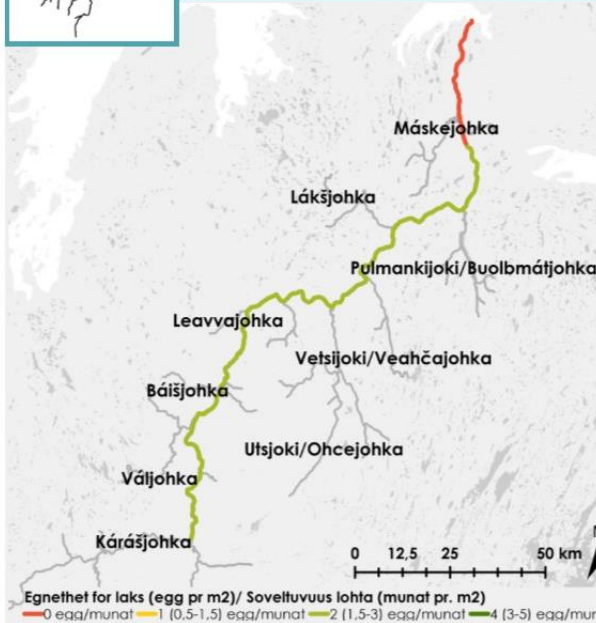 Máskejohka
Lákšjohka
Pulmankijoki/Buolbmátjohka
Leavvajohka
Vetsijoki/Veahčajohka
Báišjohka
Utsjoki/Ohcejohka
Váljohka
Kárášjohka
0 12,5 25 50 km
Egnethet for laks (egg pr m2)/ Soveltuvuus lohta (munat pr. m2)
0 egg/munat 1 (0,5-1,5) egg/munat 2 (1,5-3) egg/munat 4 (3-5) egg/mu